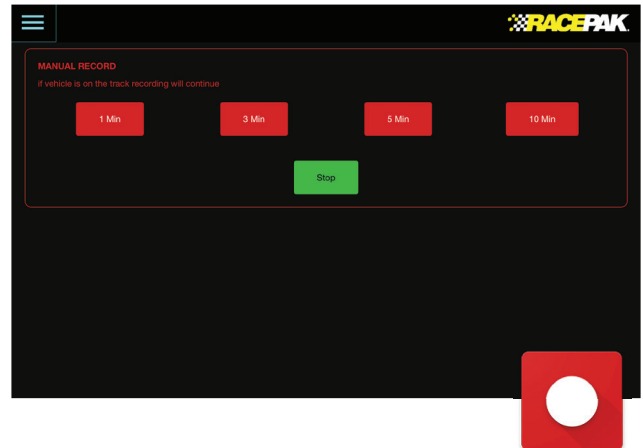 RACEPAK
MANUAL RECORD
if vehicle is on the track recording will continue
1 Min
3 Min
5 Min
10 Min
Stop